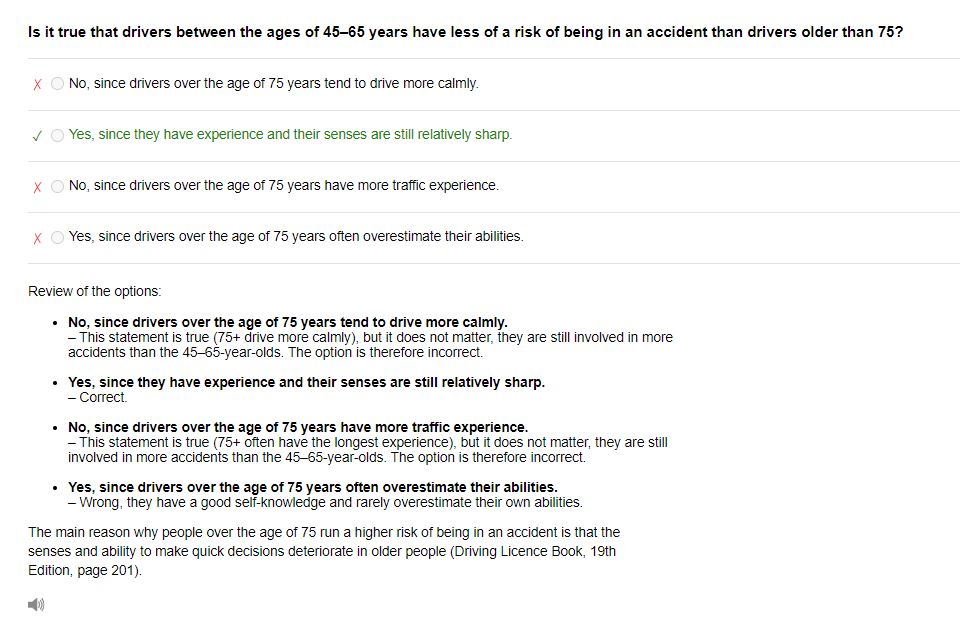 Is it true that drivers between the ages of 45–65 years have less of a risk of being in an accident than drivers older than 75?
No, since drivers over the age of 75 years tend to drive more calmly.
Yes, since they have experience and their senses are still relatively sharp.
No, since drivers over the age of 75 years have more traffic experience.
Yes, since drivers over the age of 75 years often overestimate their abilities.
Review of the options:
No, since drivers over the age of 75 years tend to drive more calmly.
– This statement is true (75+ drive more calmly), but it does not matter, they are still involved in more
accidents than the 45–65-year-olds. The option is therefore incorrect.
Yes, since they have experience and their senses are still relatively sharp.
– Correct.
No, since drivers over the age of 75 years have more traffic experience.
– This statement is true (75+ often have the longest experience), but it does not matter, they are still
involved in more accidents than the 45–65-year-olds. The option is therefore incorrect.
Yes, since drivers over the age of 75 years often overestimate their abilities.
– Wrong, they have a good self-knowledge and rarely overestimate their own abilities.
The main reason why people over the age of 75 run a higher risk of being in an accident is that the
senses and ability to make quick decisions deteriorate in older people (Driving Licence Book, 19th
Edition, page 201).